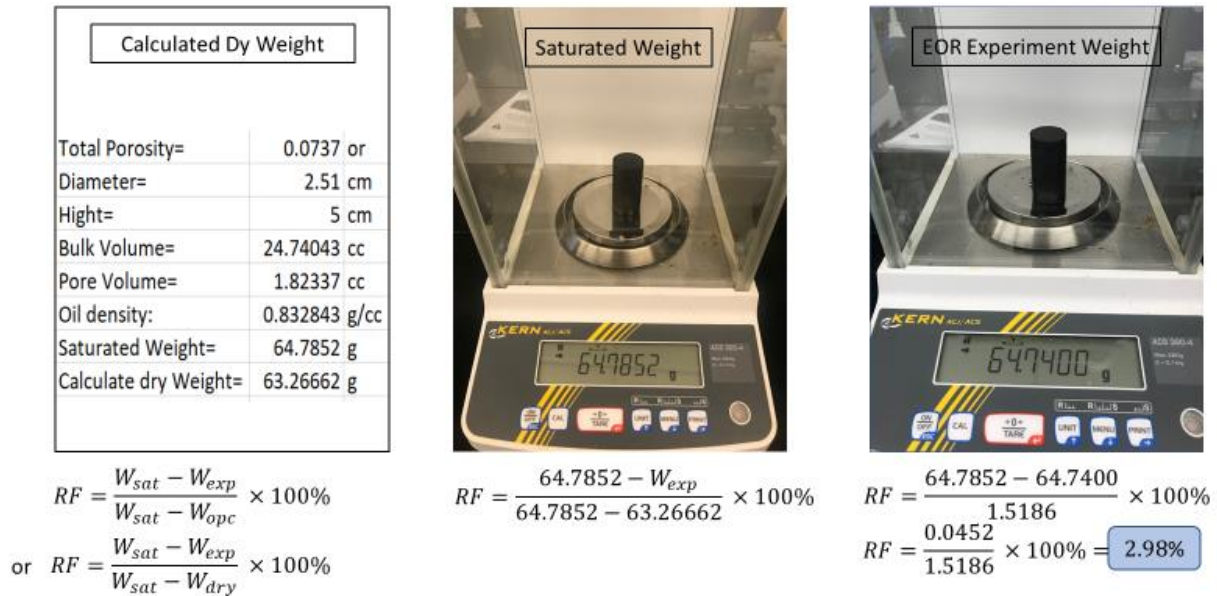 Calculated Dy Weight
Total Porosity= 0.0737 or
Diameter= 2.51 cm
Hight= 5 cm
Bulk Volume= 24.74043 cc
Pore Volume= 1.82337 cc
Oil density: 0.832843 g/cc
Saturated Weight= 64.7852 g
Calculate dry Weight= 63.26662 g
RF = (W_sat − W_exp)/(W_sat − W_opc) × 100%
or RF = (W_sat − W_exp)/(W_sat − W_dry) × 100%
Saturated Weight
KERN
64.7852 g
ON
OFF
CAL
→0←
TARE
UNIT
MENU
PRINT
RF = (64.7852 − W_exp)/(64.7852 − 63.26662) × 100%
EOR Experiment Weight
KERN
64.7400 g
ON
OFF
CAL
→0←
TARE
UNIT
MENU
PRINT
RF = (64.7852 − 64.7400)/1.5186 × 100%
RF = 0.0452/1.5186 × 100% = 2.98%